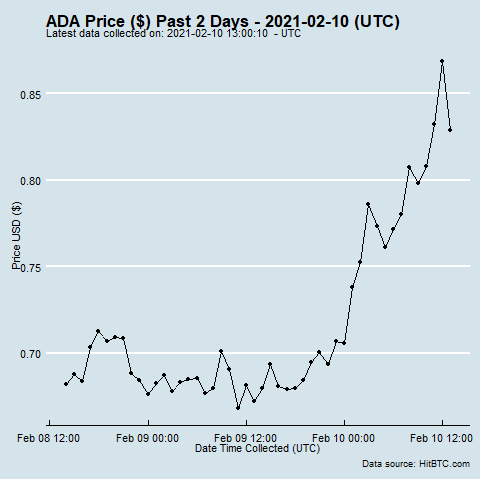 ADA Price ($) Past 2 Days - 2021-02-10 (UTC)
Latest data collected on: 2021-02-10 13:00:10 - UTC
0.85
0.80
0.75
0.70
Price USD ($)
Feb 08 12:00
Feb 09 00:00
Feb 09 12:00
Feb 10 00:00
Feb 10 12:00
Date Time Collected (UTC)
Data source: HitBTC.com